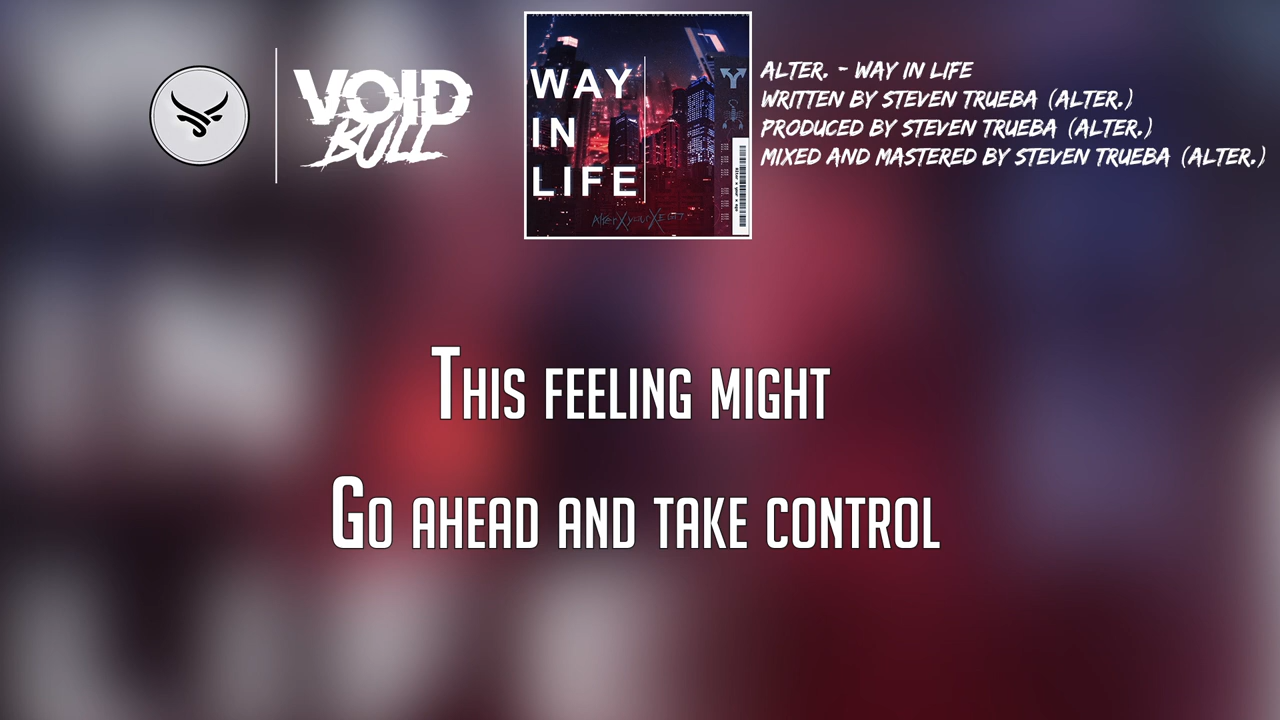 VOID
BULL
WAY
IN
LIFE
ALTER. - WAY IN LIFE
WRITTEN BY STEVEN TRUEBA (ALTER.)
PRODUCED BY STEVEN TRUEBA (ALTER.)
MIXED AND MASTERED BY STEVEN TRUEBA (ALTER.)
THIS FEELING MIGHT
GO AHEAD AND TAKE CONTROL